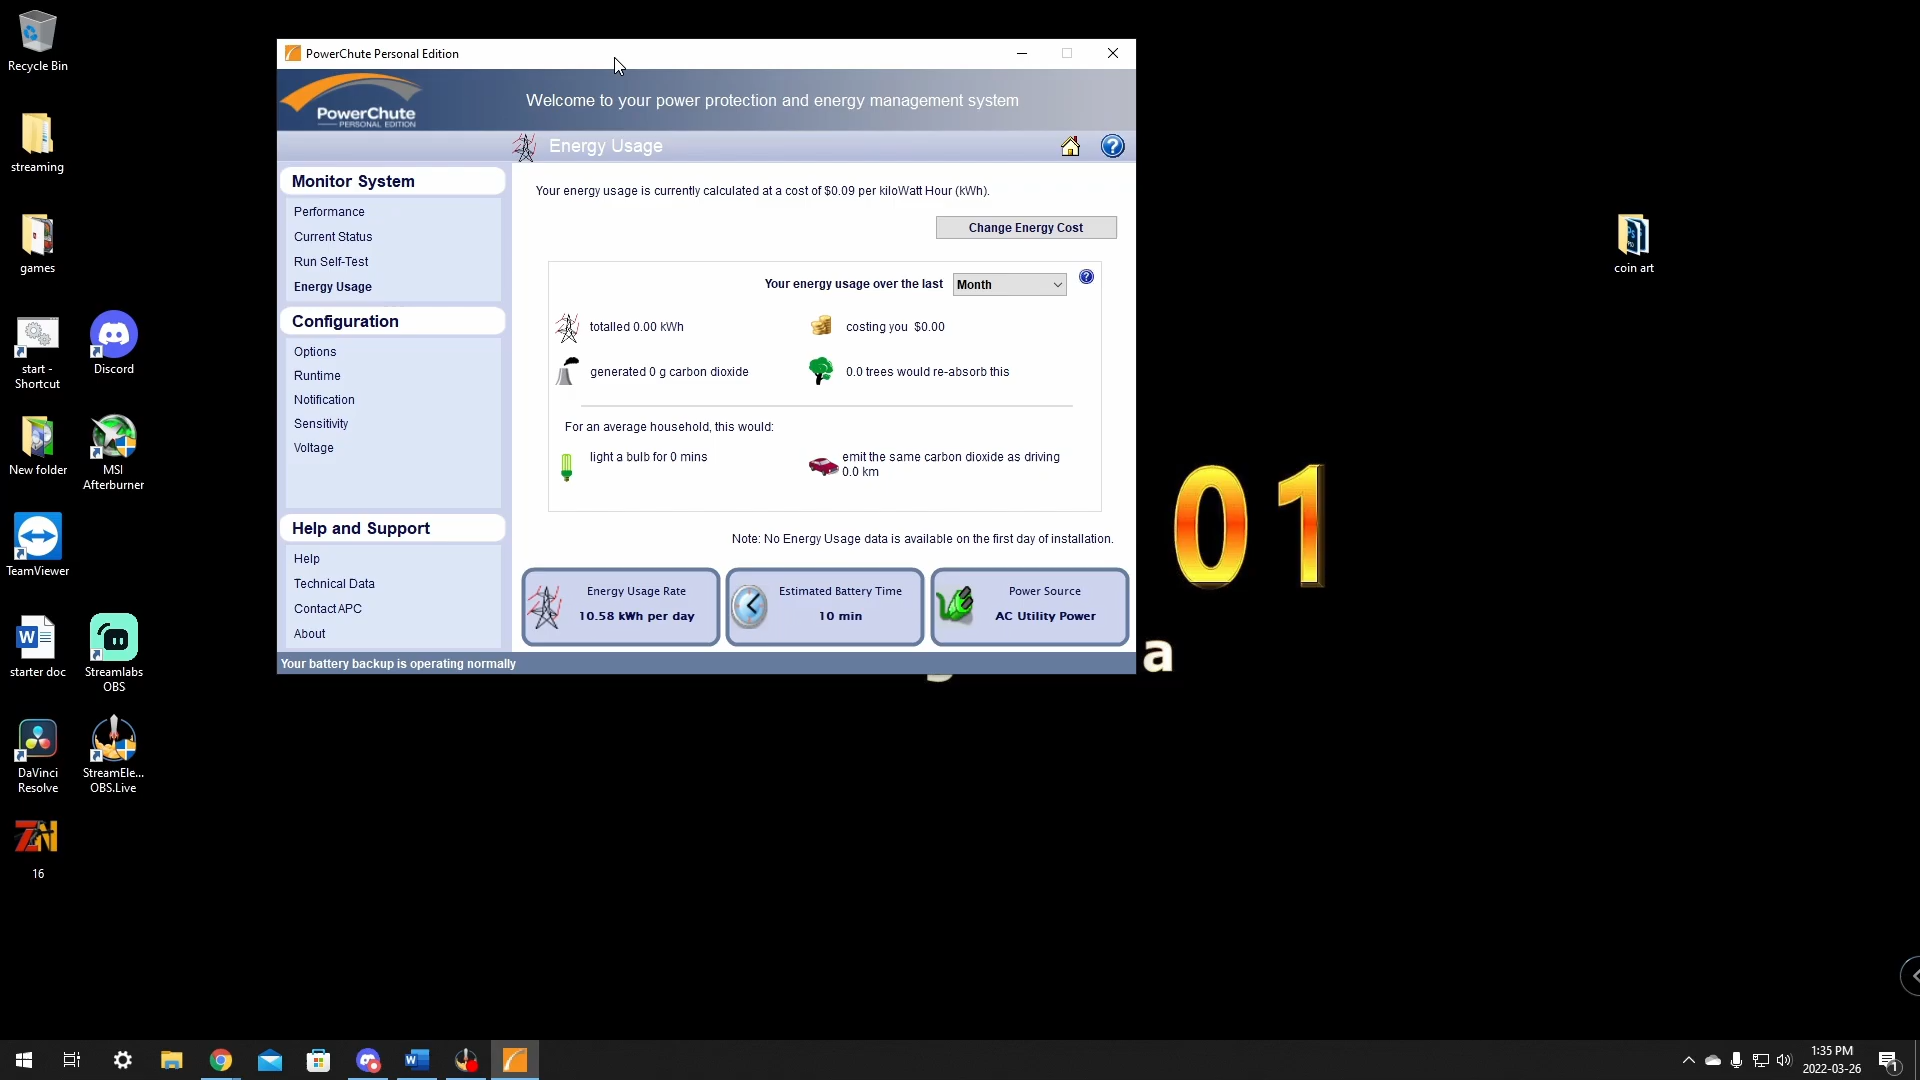 Recycle Bin
streaming
games
start -
Shortcut
Discord
New folder
MSI
Afterburner
TeamViewer
starter doc
Streamlabs
OBS
DaVinci
Resolve
StreamEle...
OBS.Live
16
coin art
PowerChute Personal Edition
PowerChute
PERSONAL EDITION
Welcome to your power protection and energy management system
Energy Usage
Monitor System
Performance
Current Status
Run Self-Test
Energy Usage
Configuration
Options
Runtime
Notification
Sensitivity
Voltage
Help and Support
Help
Technical Data
Contact APC
About
Your energy usage is currently calculated at a cost of $0.09 per kiloWatt Hour (kWh).
Change Energy Cost
Your energy usage over the last Month
totalled 0.00 kWh
costing you $0.00
generated 0 g carbon dioxide
0.0 trees would re-absorb this
For an average household, this would:
light a bulb for 0 mins
emit the same carbon dioxide as driving
0.0 km
Note: No Energy Usage data is available on the first day of installation.
Energy Usage Rate
10.58 kWh per day
Estimated Battery Time
10 min
Power Source
AC Utility Power
Your battery backup is operating normally
01
a
1:35 PM
2022-03-26
1